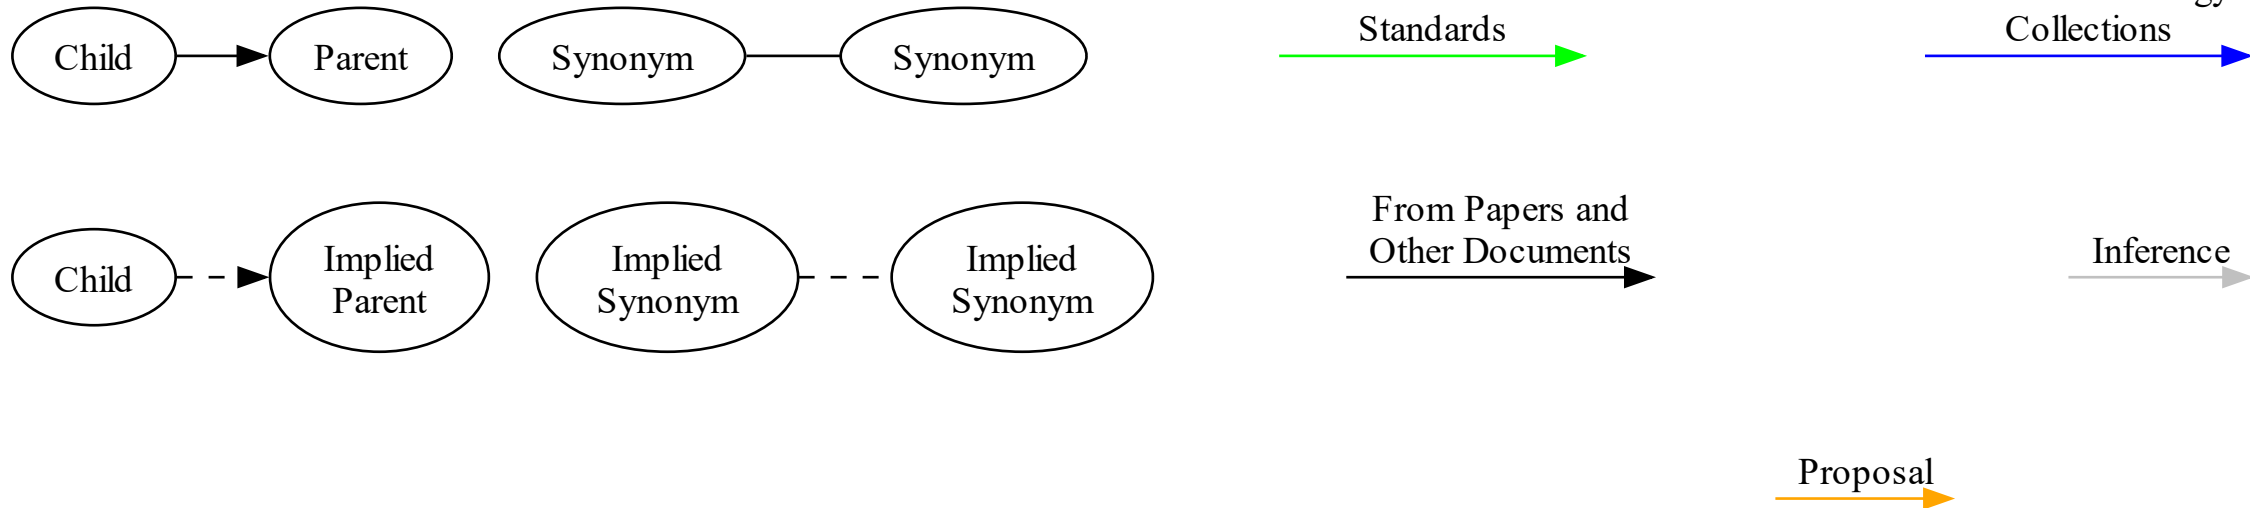 Child
Parent
Synonym
Synonym
Standards
Collections
Child
Implied
Parent
Implied
Synonym
Implied
Synonym
From Papers and
Other Documents
Inference
Proposal